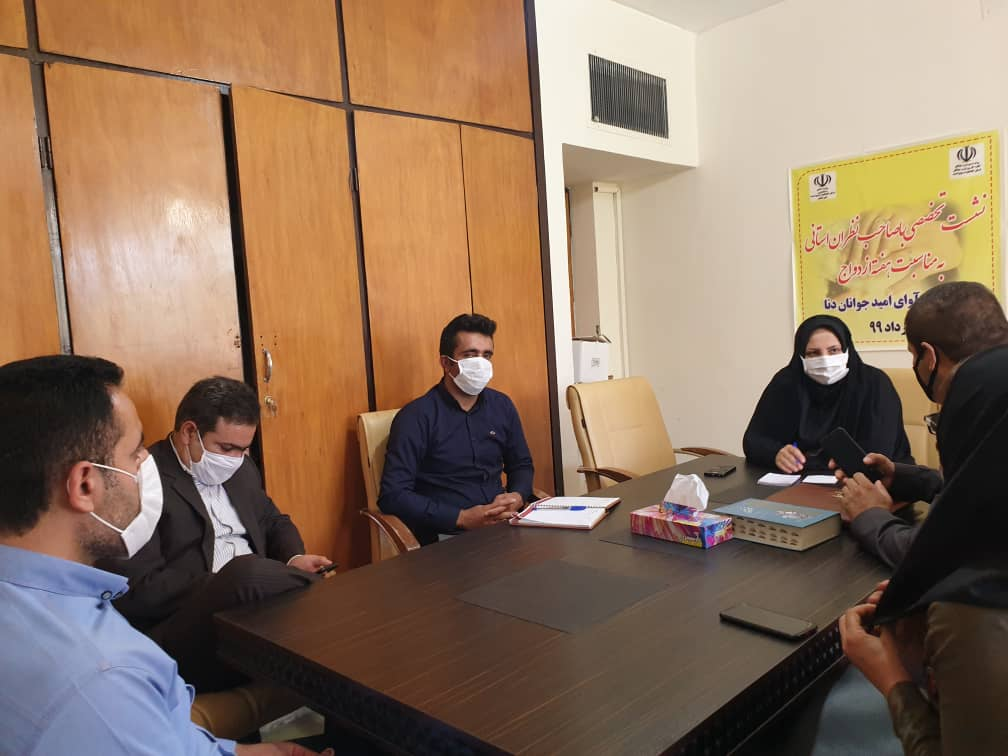 نشست تخصصی با صاحب نظران استانی
به مناسبت هفته ازدواج
آوای امید جوانان دنا
رداد ۹۹